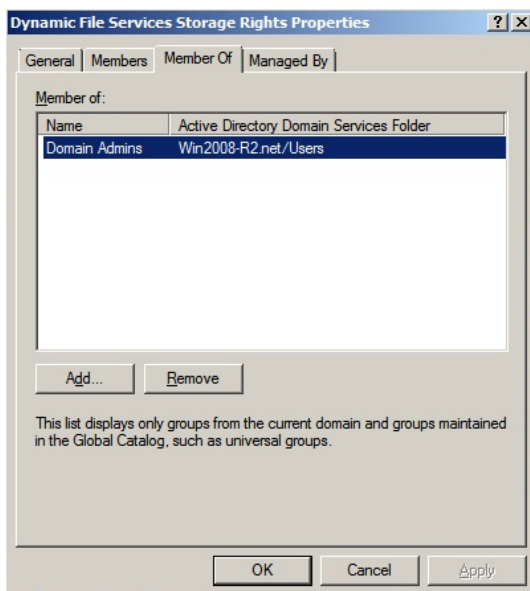 Dynamic File Services Storage Rights Properties
? X
General Members Member Of Managed By
Member of:
Name Active Directory Domain Services Folder
Domain Admins Win2008-R2.net/Users
Add... Remove
This list displays only groups from the current domain and groups maintained
in the Global Catalog, such as universal groups.
OK Cancel Apply